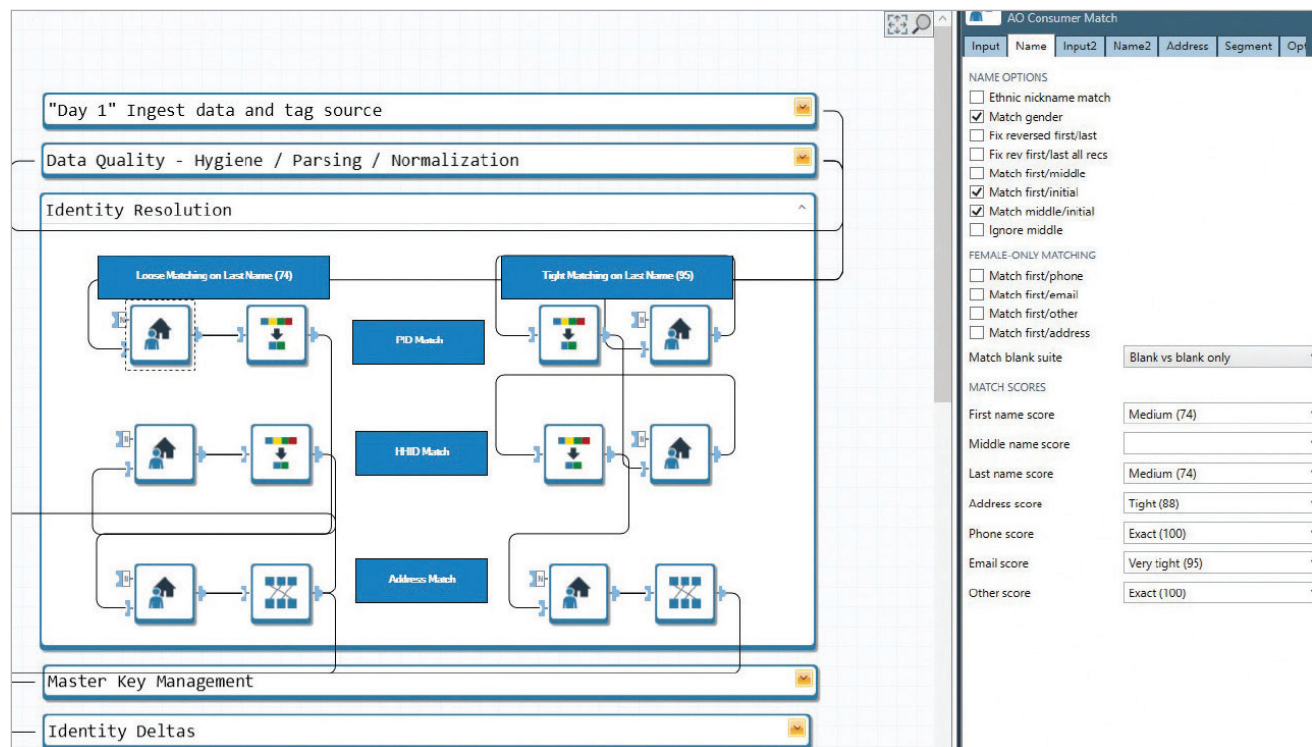 "Day 1" Ingest data and tag source
Data Quality - Hygiene / Parsing / Normalization
Identity Resolution
Loose Matching on Last Name (74)
Tight Matching on Last Name (95)
N
N
PID Match
N
N
HHID Match
N
N
Address Match
Master Key Management
Identity Deltas
AO Consumer Match
Input Name Input2 Name2 Address Segment Opt
NAME OPTIONS
Ethnic nickname match
Match gender
Fix reversed first/last
Fix rev first/last all recs
Match first/middle
Match first/initial
Match middle/initial
Ignore middle
FEMALE-ONLY MATCHING
Match first/phone
Match first/email
Match first/other
Match first/address
Match blank suite Blank vs blank only
MATCH SCORES
First name score Medium (74)
Middle name score
Last name score Medium (74)
Address score Tight (88)
Phone score Exact (100)
Email score Very tight (95)
Other score Exact (100)